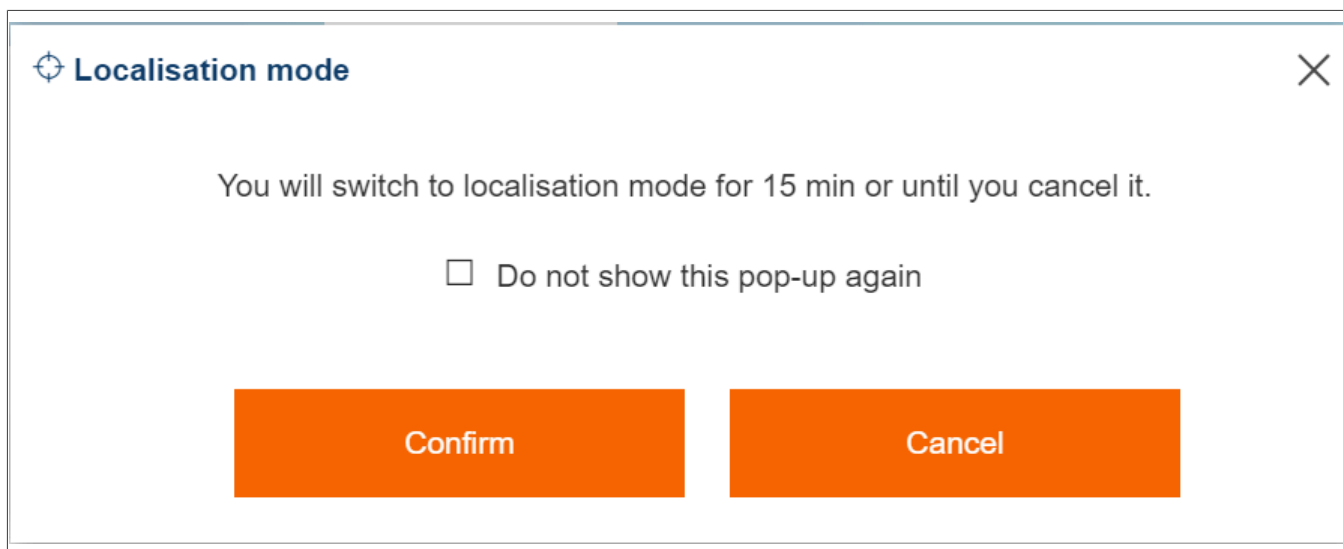 Localisation mode
You will switch to localisation mode for 15 min or until you cancel it.
Do not show this pop-up again
Confirm
Cancel